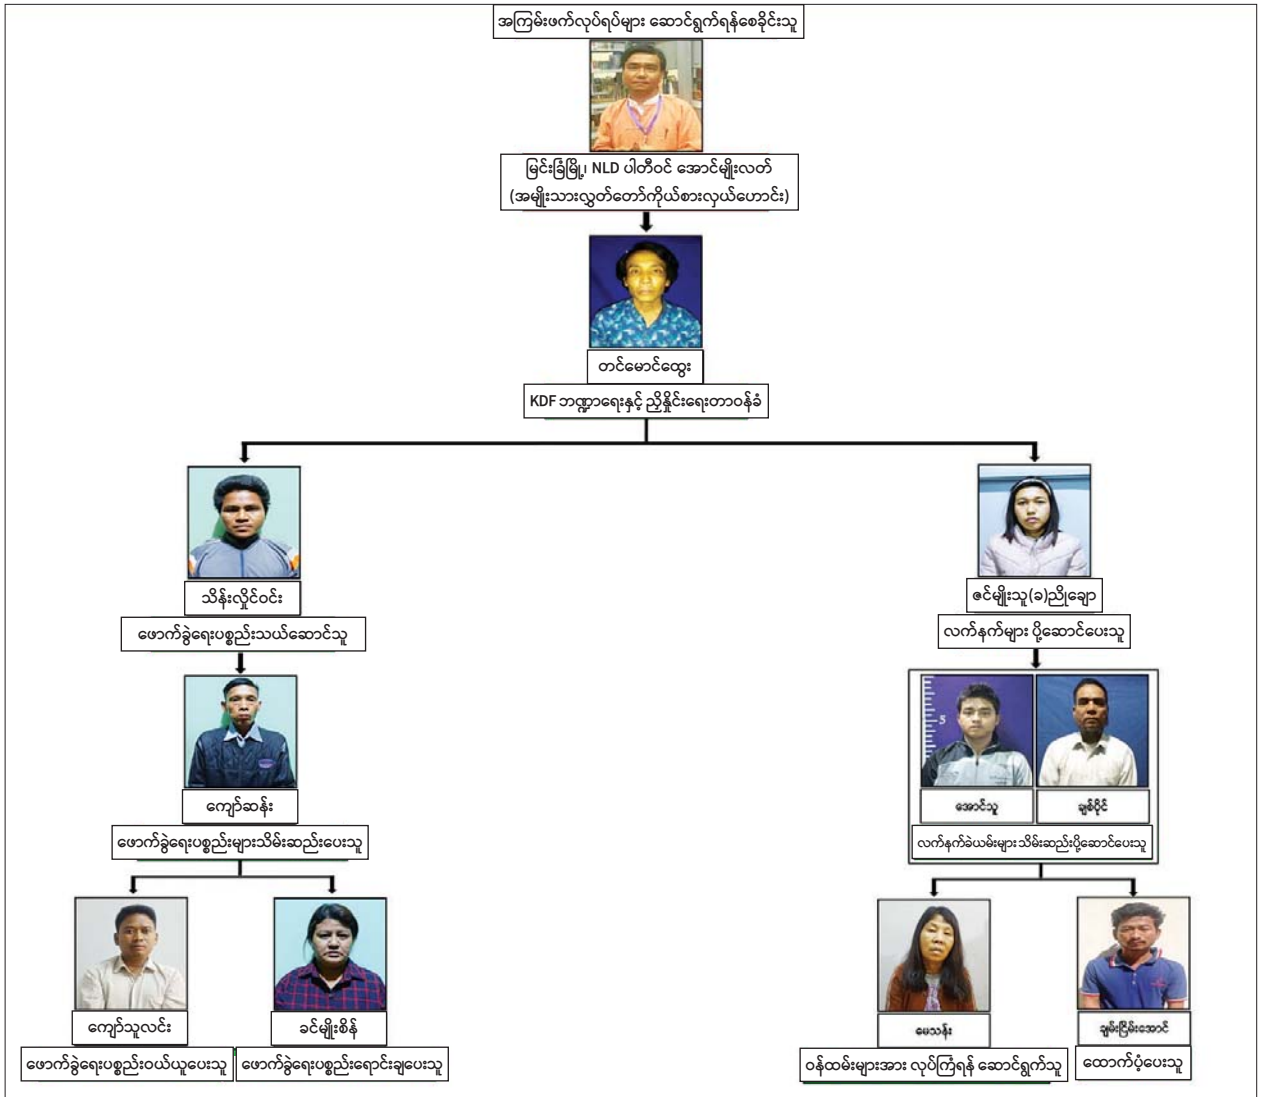 အကြမ်းဖက်လုပ်ရပ်များ ဆောင်ရွက်ရန်စေခိုင်းသူ
မြင်းခြံမြို့၊ NLD ပါတီဝင် အောင်မျိုးလတ်
(အမျိုးသားလွှတ်တော်ကိုယ်စားလှယ်ဟောင်း)
တင်မောင်ထွေး
KDF ဘဏ္ဍာရေးနှင့် ညှိနှိုင်းရေးတာဝန်ခံ
သိန်းလှိုင်ဝင်း
ဖောက်ခွဲရေးပစ္စည်းသယ်ဆောင်သူ
ဇင်မျိုးသူ(ခ)ညိုချော
လက်နက်များ ပို့ဆောင်ပေးသူ
ကျော်ဆန်း
ဖောက်ခွဲရေးပစ္စည်းများသိမ်းဆည်းပေးသူ
5
အောင်သူ
ချစ်ပိုင်
လက်နက်ခဲယမ်းများ သိမ်းဆည်းပို့ဆောင်ပေးသူ
ကျော်သူလင်း
ဖောက်ခွဲရေးပစ္စည်းဝယ်ယူပေးသူ
ခင်မျိုးစိန်
ဖောက်ခွဲရေးပစ္စည်းရောင်းချပေးသူ
မေသန်း
ဝန်ထမ်းများအား လုပ်ကြံရန် ဆောင်ရွက်သူ
ချမ်းငြိမ်းအောင်
ထောက်ပံ့ပေးသူ